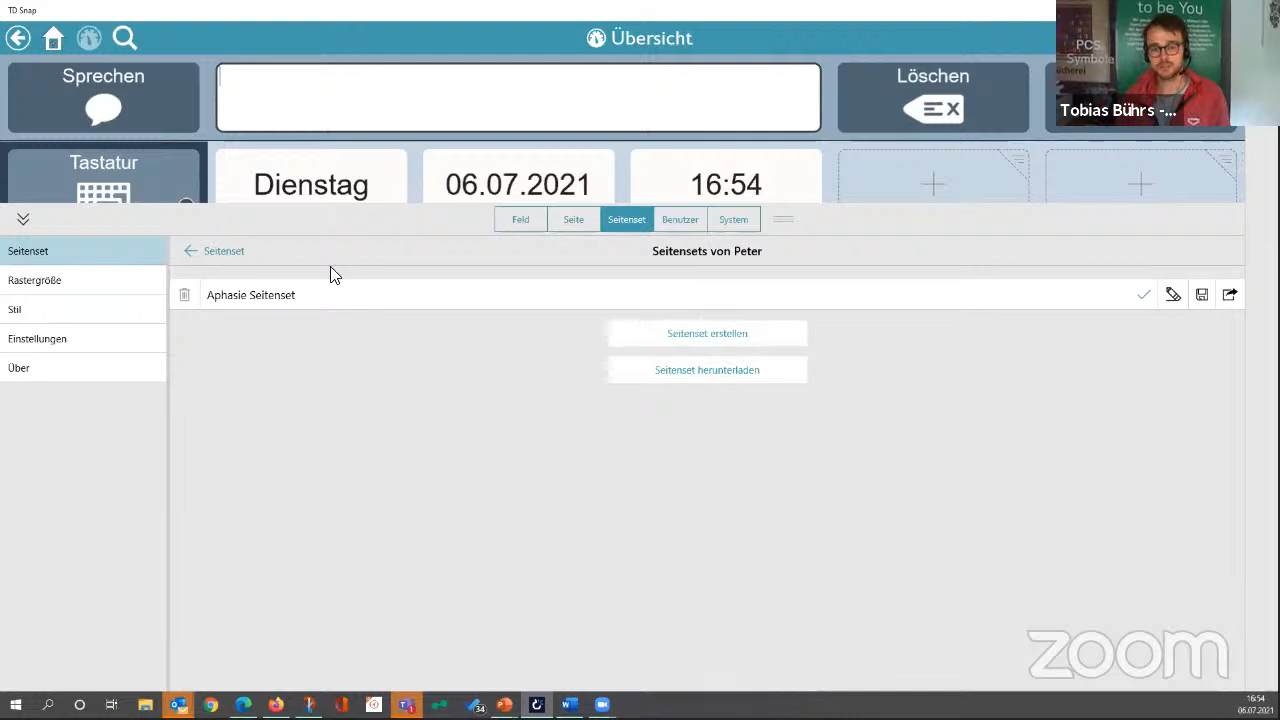 TD Snap
Übersicht
Sprechen
Löschen
to be You
PCS
Symbole
Tobias Bührs -...
Tastatur
Dienstag
06.07.2021
16:54
Feld
Seite
Seitenset
Benutzer
System
Seitenset
Seitenset
Seitensets von Peter
Rastergröße
Aphasie Seitenset
Stil
Seitenset erstellen
Einstellungen
Über
Seitenset herunterladen
zoom
34
16:54
06.07.2021